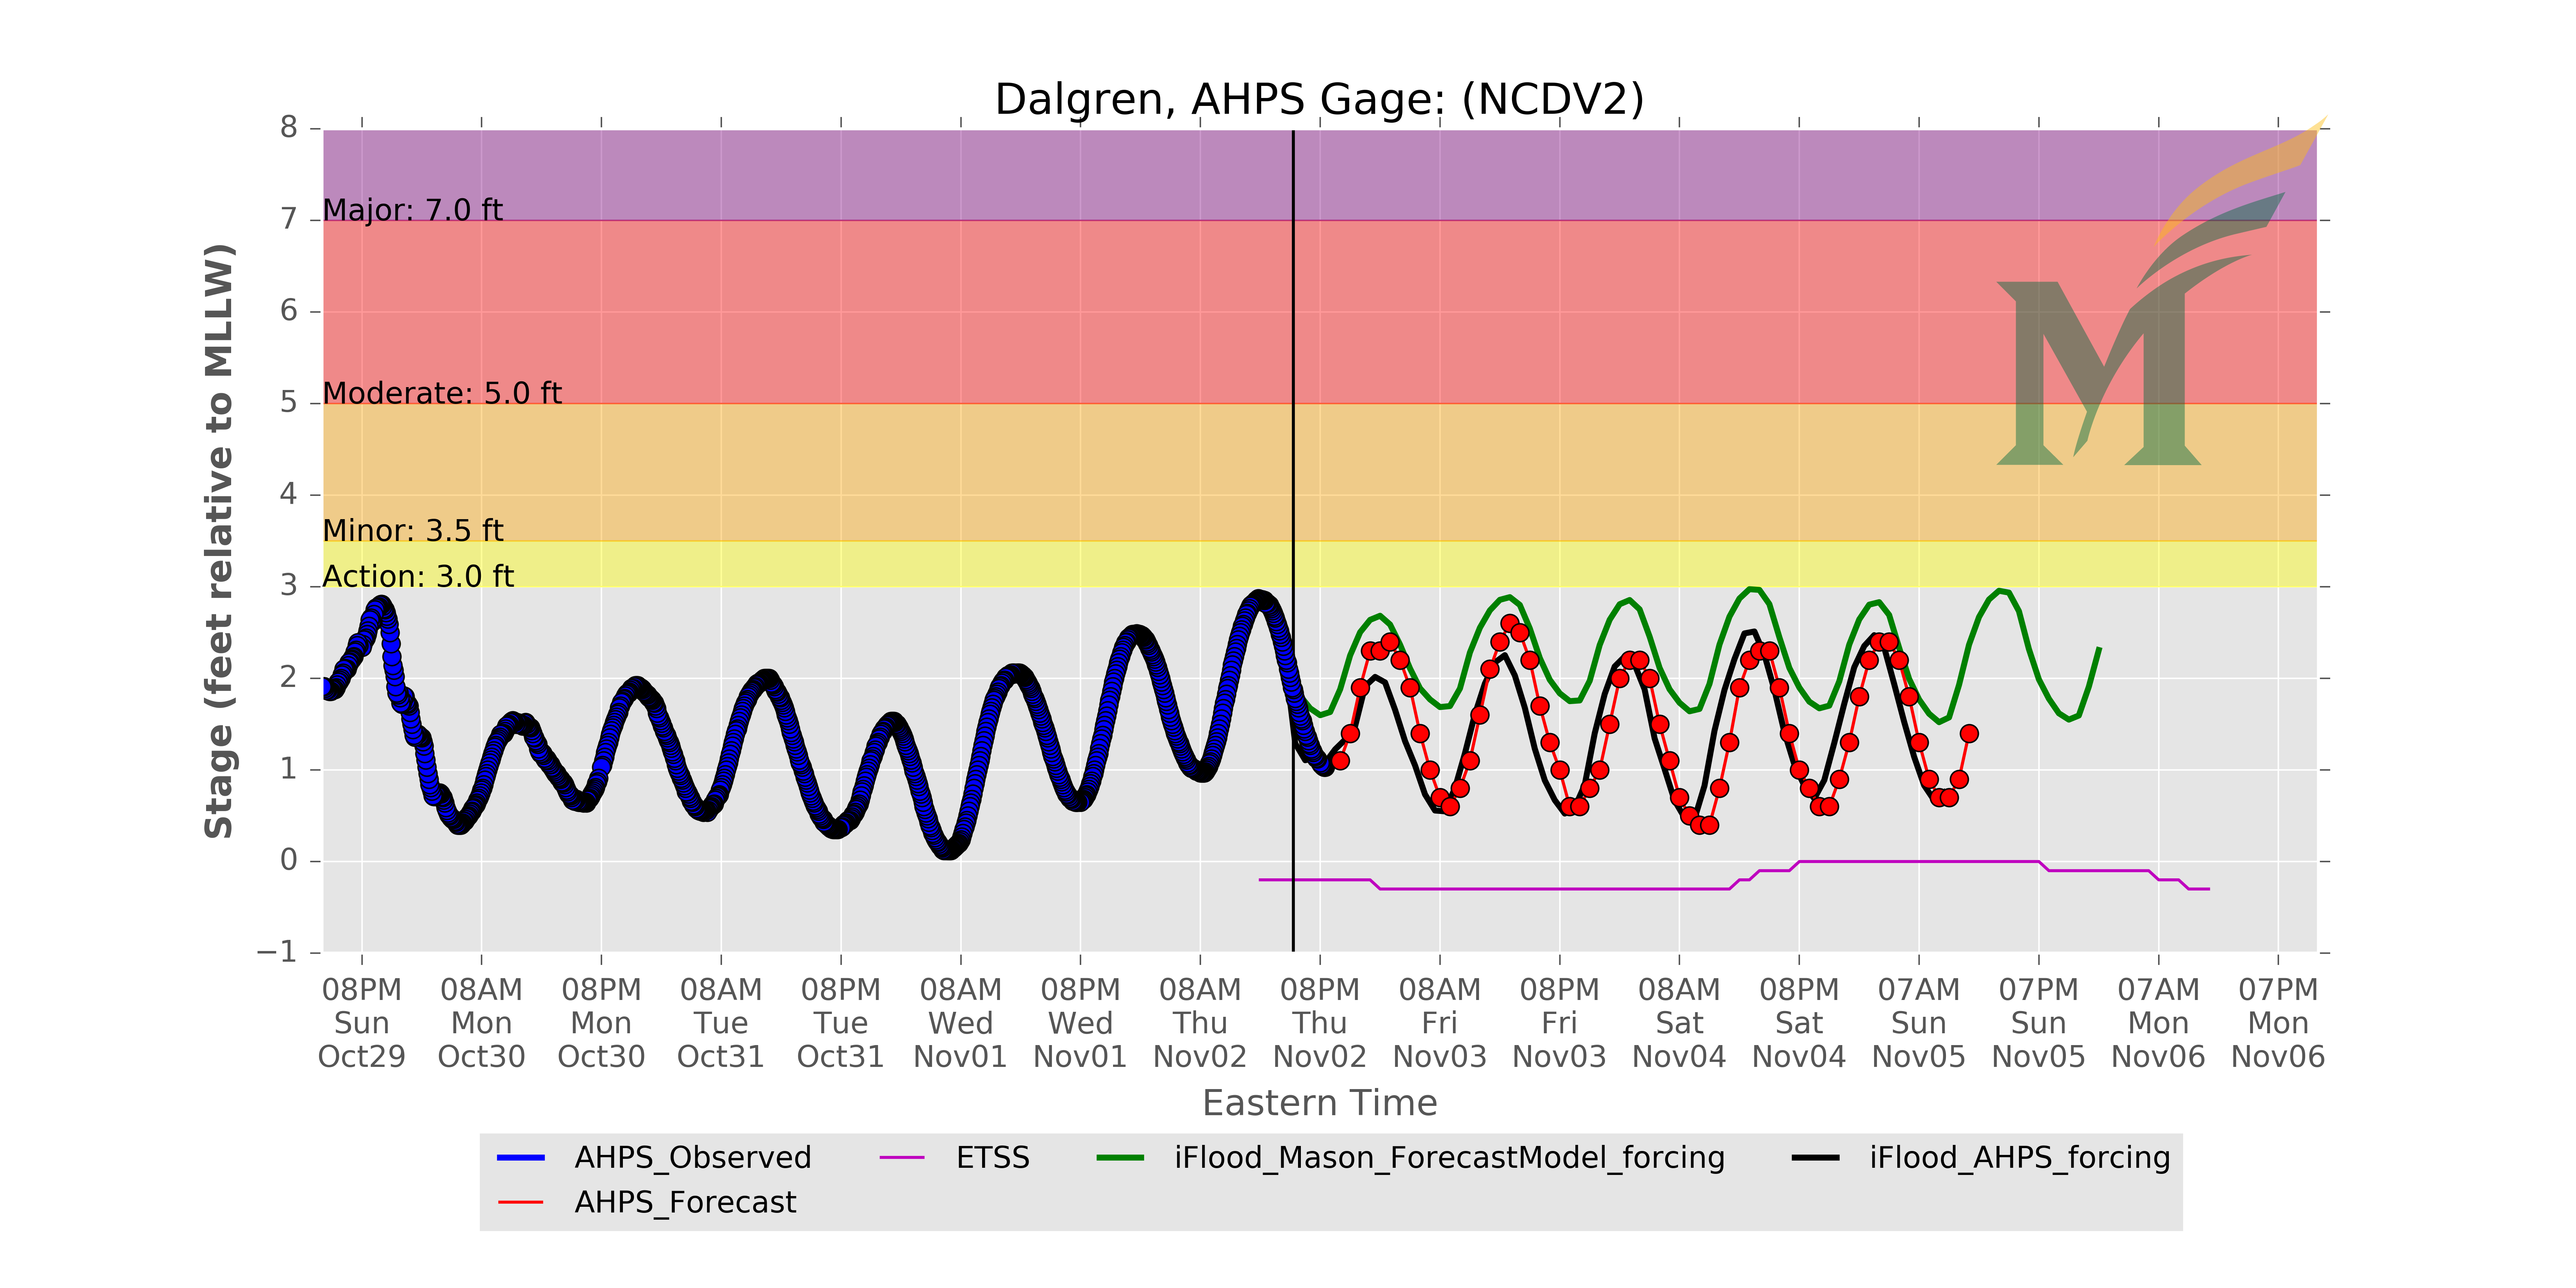 Dalgren, AHPS Gage: (NCDV2)
Stage (feet relative to MLLW)
8
7
6
5
4
3
2
1
0
−1
Major: 7.0 ft
Moderate: 5.0 ft
Minor: 3.5 ft
Action: 3.0 ft
M
08PM 08AM 08PM 08AM 08PM 08AM 08PM 08AM 08PM 08AM 08PM 08AM 08PM 07AM 07PM 07AM 07PM
Sun Mon Mon Tue Tue Wed Wed Thu Thu Fri Fri Sat Sat Sun Sun Mon Mon
Oct29 Oct30 Oct30 Oct31 Oct31 Nov01 Nov01 Nov02 Nov02 Nov03 Nov03 Nov04 Nov04 Nov05 Nov05 Nov06 Nov06
Eastern Time
AHPS_Observed ETSS iFlood_Mason_ForecastModel_forcing iFlood_AHPS_forcing
AHPS_Forecast